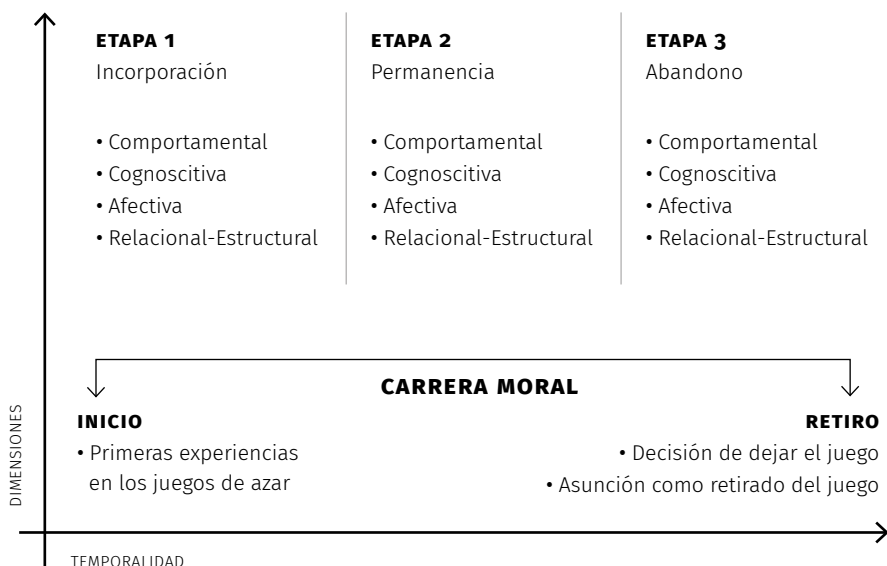 ETAPA 1
Incorporación
• Comportamental
• Cognoscitiva
• Afectiva
• Relacional-Estructural
ETAPA 2
Permanencia
• Comportamental
• Cognoscitiva
• Afectiva
• Relacional-Estructural
ETAPA 3
Abandono
• Comportamental
• Cognoscitiva
• Afectiva
• Relacional-Estructural
CARRERA MORAL
INICIO
• Primeras experiencias
en los juegos de azar
RETIRO
• Decisión de dejar el juego
• Asunción como retirado del juego
DIMENSIONES
TEMPORALIDAD